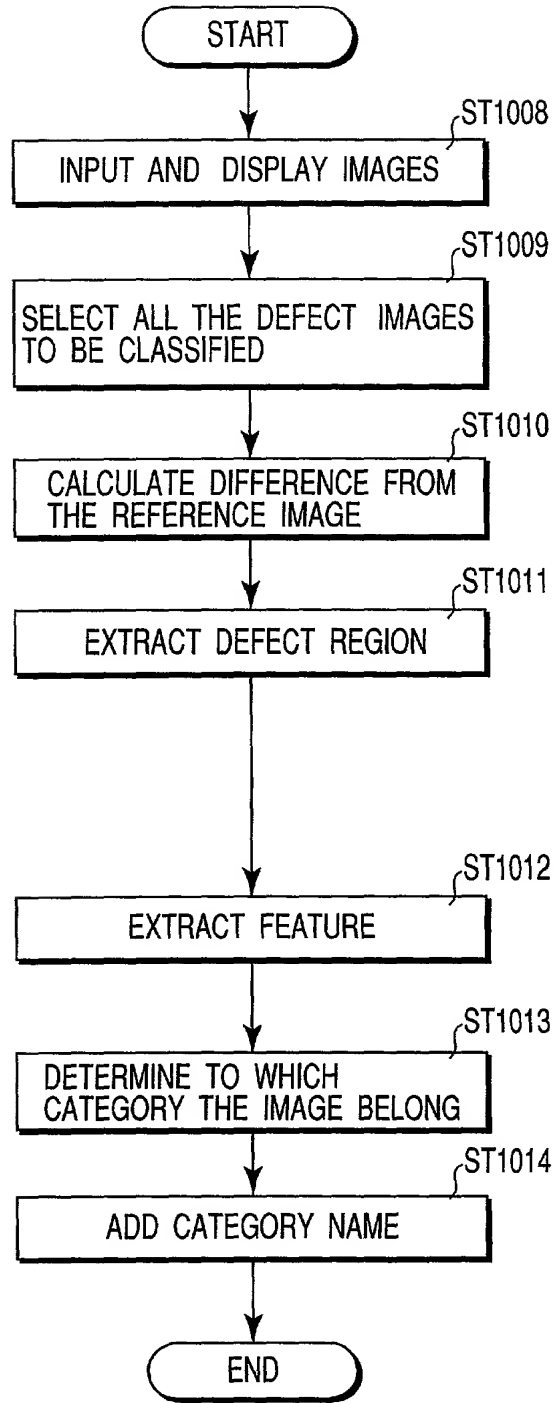 START
ST1008
INPUT AND DISPLAY IMAGES
ST1009
SELECT ALL THE DEFECT IMAGES
TO BE CLASSIFIED
ST1010
CALCULATE DIFFERENCE FROM
THE REFERENCE IMAGE
ST1011
EXTRACT DEFECT REGION
ST1012
EXTRACT FEATURE
ST1013
DETERMINE TO WHICH
CATEGORY THE IMAGE BELONG
ST1014
ADD CATEGORY NAME
END